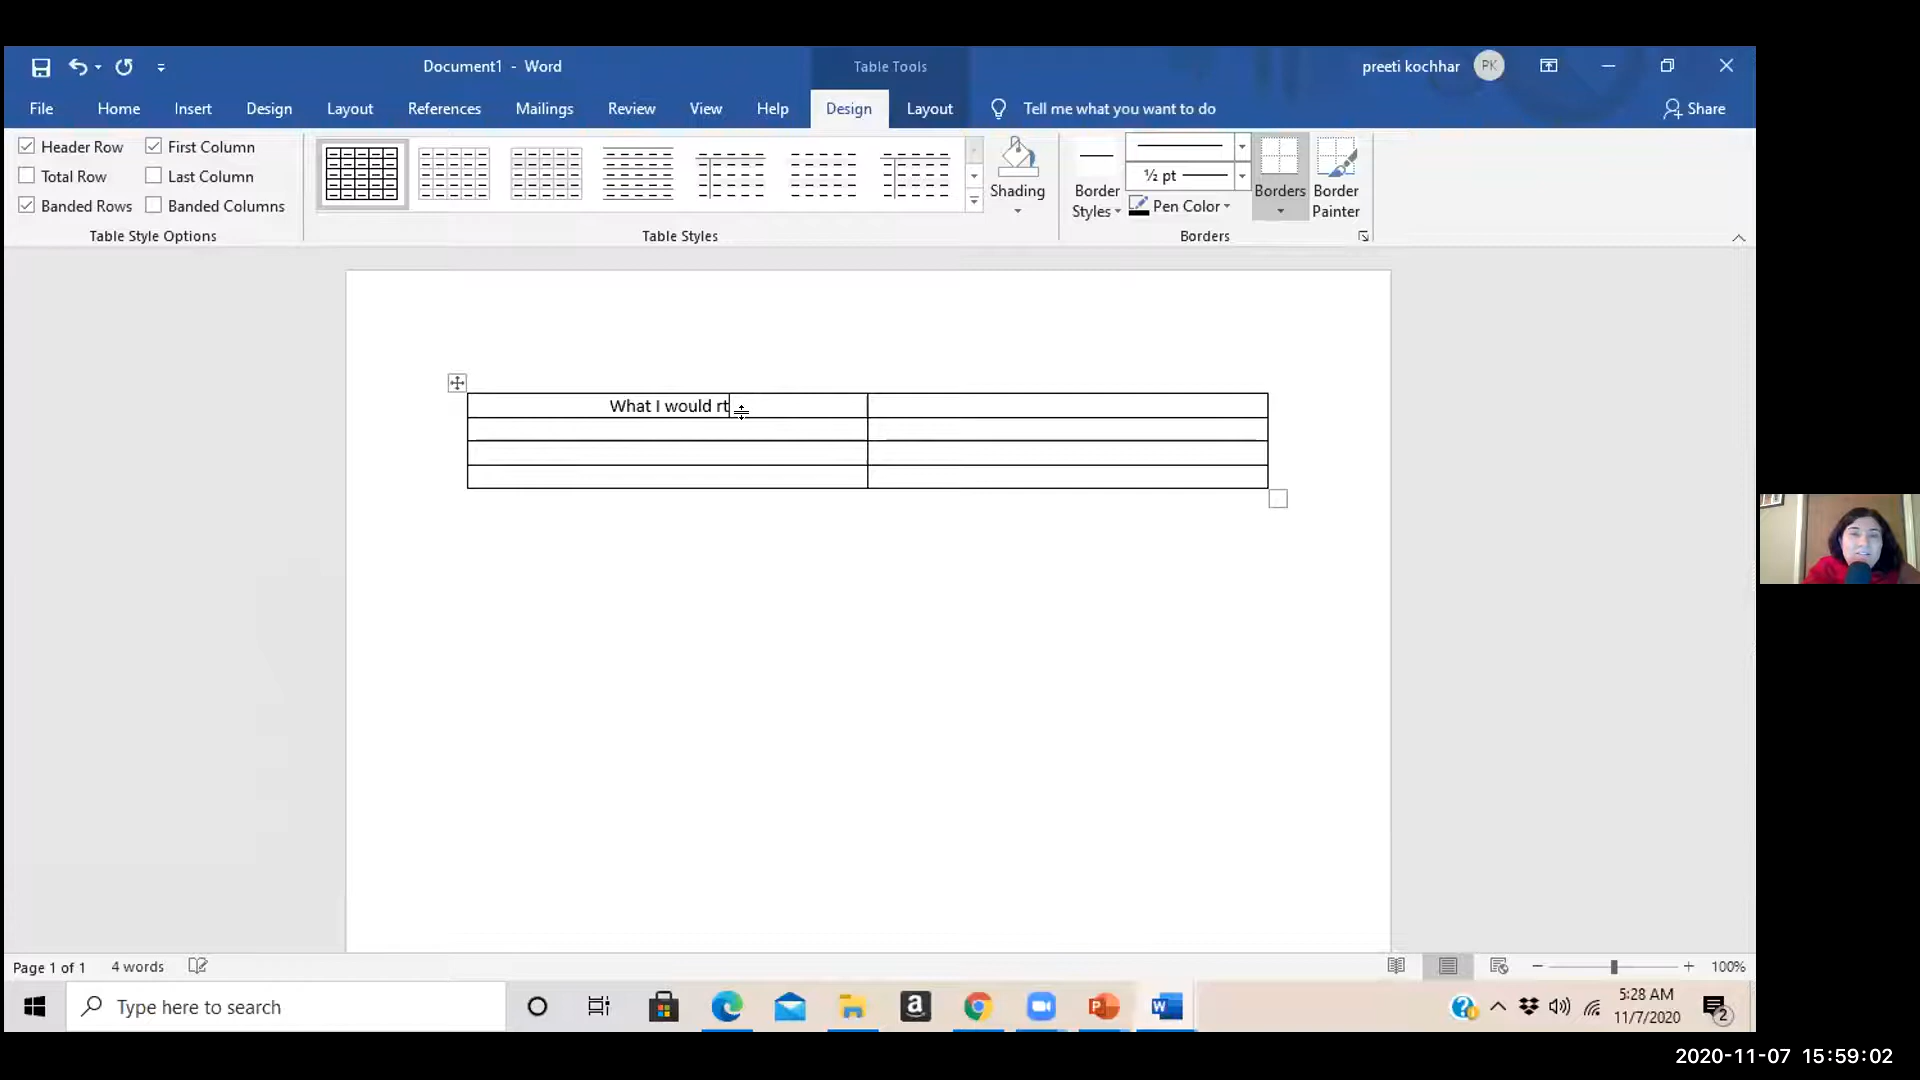 Document1 - Word
Table Tools
preeti kochhar
PK
File
Home
Insert
Design
Layout
References
Mailings
Review
View
Help
Design
Layout
Tell me what you want to do
Share
Header Row
First Column
Total Row
Last Column
Banded Rows
Banded Columns
Table Style Options
Table Styles
Shading
Border
Styles
½ pt
Pen Color
Borders
Border
Painter
Borders
What I would rt
Page 1 of 1
4 words
100%
Type here to search
a
5:28 AM
11/7/2020
2
2020-11-07 15:59:02